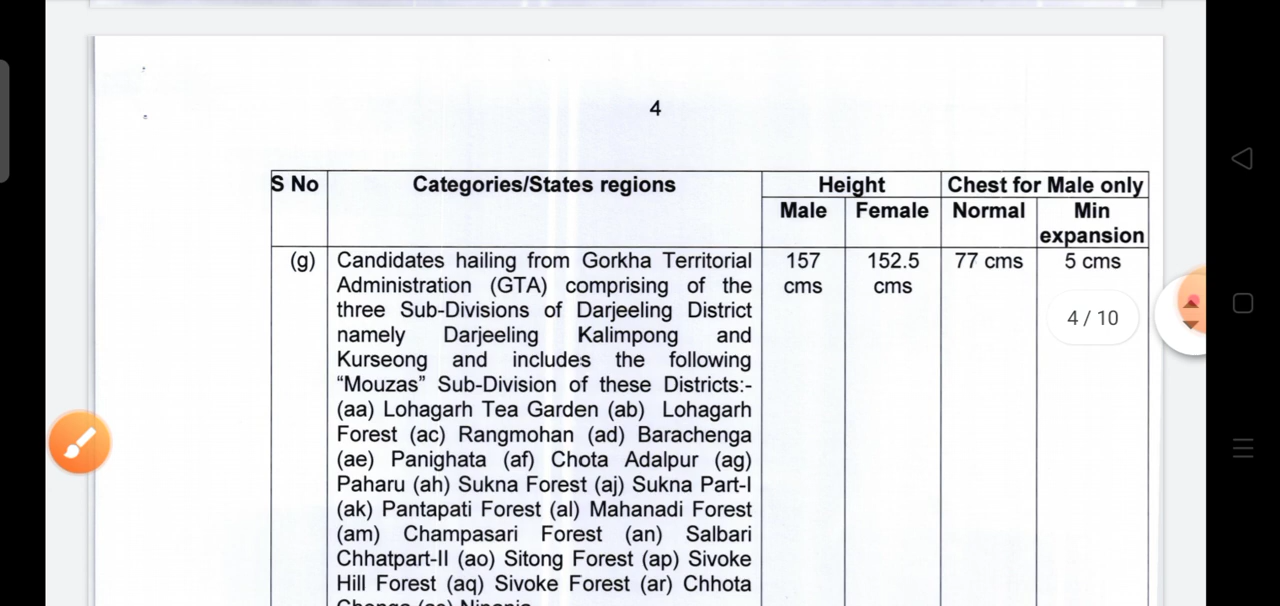 4
S No Categories/States regions Height Chest for Male only
Male Female Normal Min
expansion
(g) Candidates hailing from Gorkha Territorial 157 152.5 77 cms 5 cms
Administration (GTA) comprising of the cms cms
three Sub-Divisions of Darjeeling District
namely Darjeeling Kalimpong and
Kurseong and includes the following
“Mouzas” Sub-Division of these Districts:-
(aa) Lohagarh Tea Garden (ab) Lohagarh
Forest (ac) Rangmohan (ad) Barachenga
(ae) Panighata (af) Chota Adalpur (ag)
Paharu (ah) Sukna Forest (aj) Sukna Part-I
(ak) Pantapati Forest (al) Mahanadi Forest
(am) Champasari Forest (an) Salbari
Chhatpart-II (ao) Sitong Forest (ap) Sivoke
Hill Forest (aq) Sivoke Forest (ar) Chhota
4 / 10